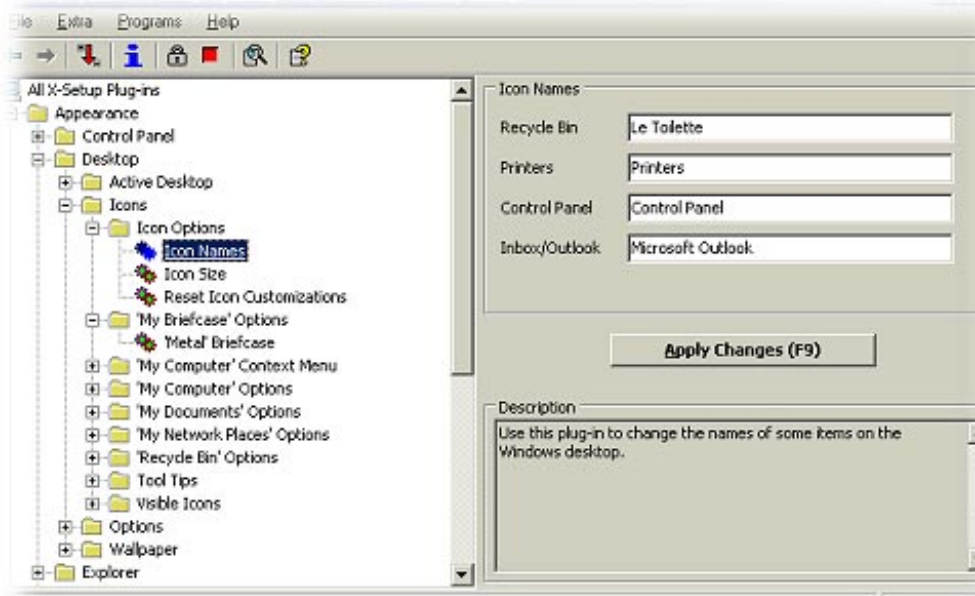 File Extra Programs Help
All X-Setup Plug-ins
Appearance
Control Panel
Desktop
Active Desktop
Icons
Icon Options
Icon Names
Icon Size
Reset Icon Customizations
'My Briefcase' Options
'Metal' Briefcase
'My Computer' Context Menu
'My Computer' Options
'My Documents' Options
'My Network Places' Options
'Recycle Bin' Options
Tool Tips
Visible Icons
Options
Wallpaper
Explorer
Icon Names
Recycle Bin Le Toilette
Printers Printers
Control Panel Control Panel
Inbox/Outlook Microsoft Outlook
Apply Changes (F9)
Description
Use this plug-in to change the names of some items on the
Windows desktop.